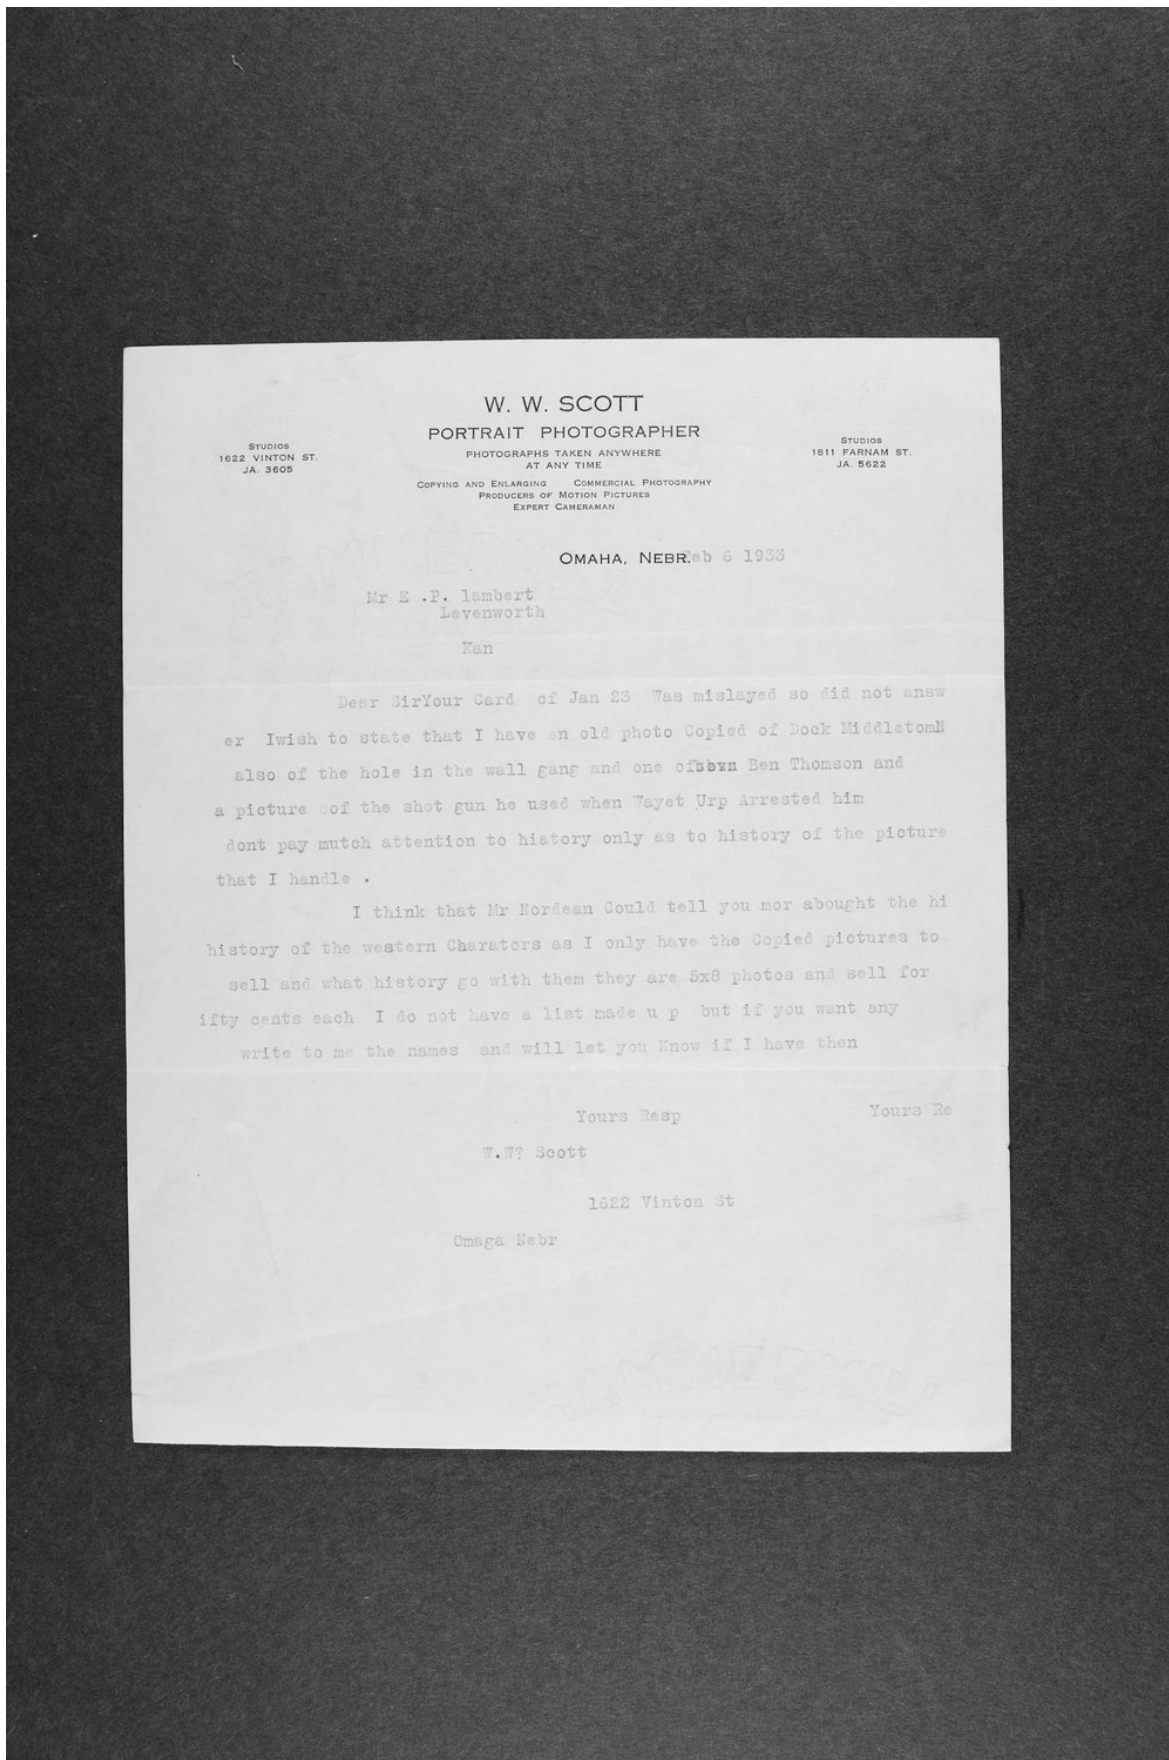 W. W. SCOTT
PORTRAIT PHOTOGRAPHER
PHOTOGRAPHS TAKEN ANYWHERE
AT ANY TIME
COPYING AND ENLARGING COMMERCIAL PHOTOGRAPHY
PRODUCERS OF MOTION PICTURES
EXPERT CAMERAMAN
STUDIOS
1622 VINTON ST.
JA. 3605
STUDIOS
1811 FARNAM ST.
JA. 5622
OMAHA, NEBR. Feb 6 1933
Mr E .P. lambert
Levenworth
Kan
Dear SirYour Card of Jan 23 Was mislayed so did not answ
er Iwish to state that I have an old photo Copied of Dock MiddletomN
also of the hole in the wall gang and one of Ben Thomson and
a picture oof the shot gun he used when Wayet Urp Arrested him
dont pay mutch attention to hiatory only as to history of the picture
that I handle .
I think that Mr Nordean Could tell you mor abought the hi
history of the western Charators as I only have the Copied pictures to
sell and what history go with them they are 5x8 photos and sell for
ifty cents each I do not have a list made u p but if you want any
write to me the names and will let you Know if I have then
Yours Resp Yours Re
W.W? Scott
1622 Vinton St
Omaga Nebr